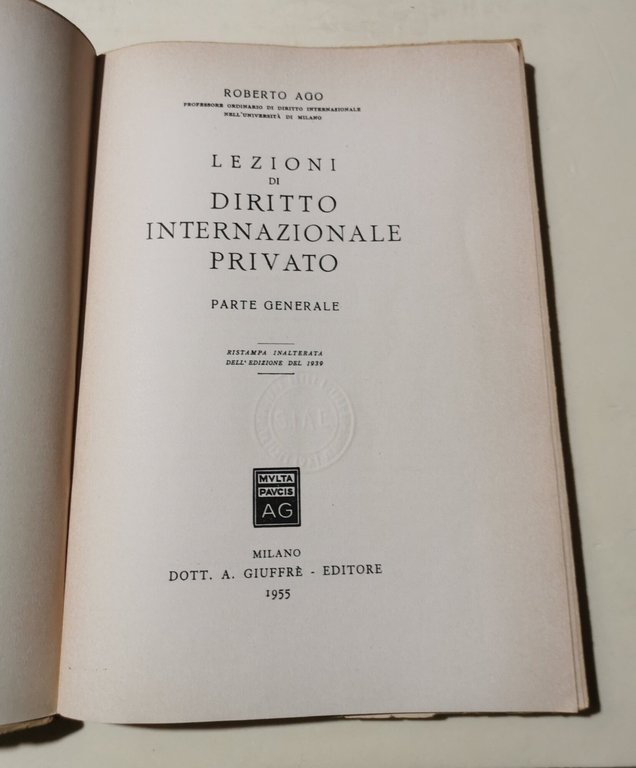 ROBERTO AGO
PROFESSORE ORDINARIO DI DIRITTO INTERNAZIONALE
NELL'UNIVERSITÀ DI MILANO
LEZIONI
DI
DIRITTO
INTERNAZIONALE
PRIVATO
PARTE GENERALE
RISTAMPA INALTERATA
DELL'EDIZIONE DEL 1939
MVLTA
PAVCIS
AG
MILANO
DOTT. A. GIUFFRÈ - EDITORE
1955